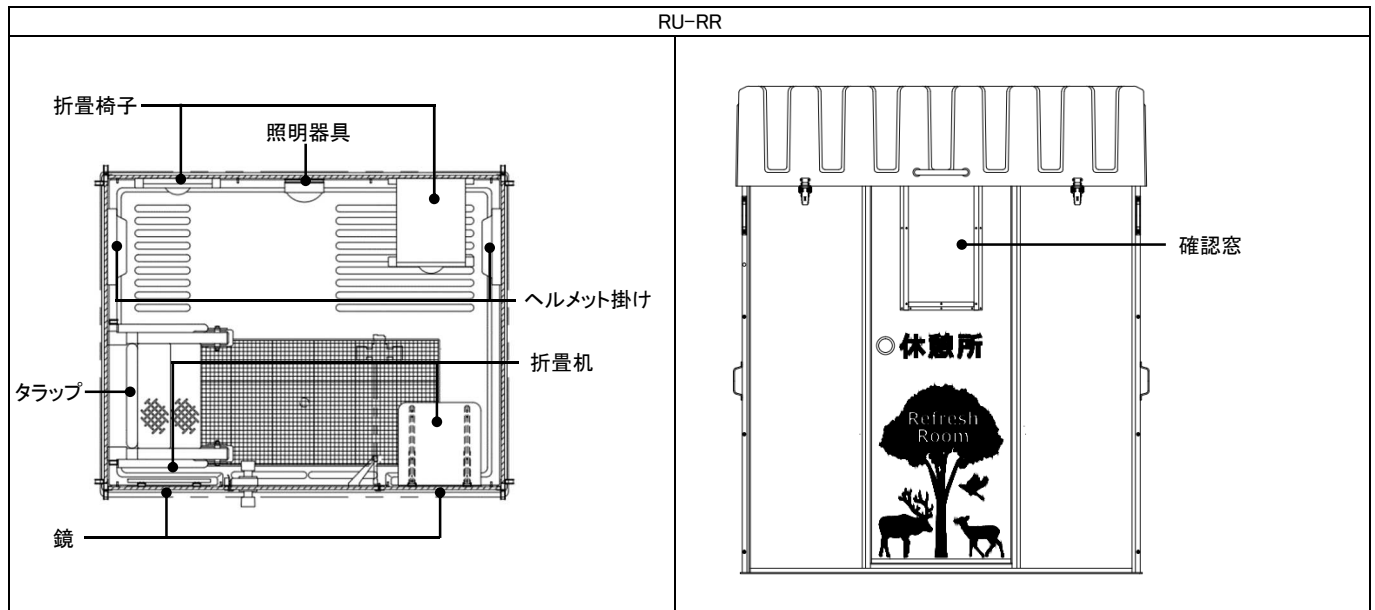 RU-RR
折畳椅子
照明器具
ヘルメット掛け
折畳机
タラップ
鏡
確認窓
休憩所
Refresh
Room